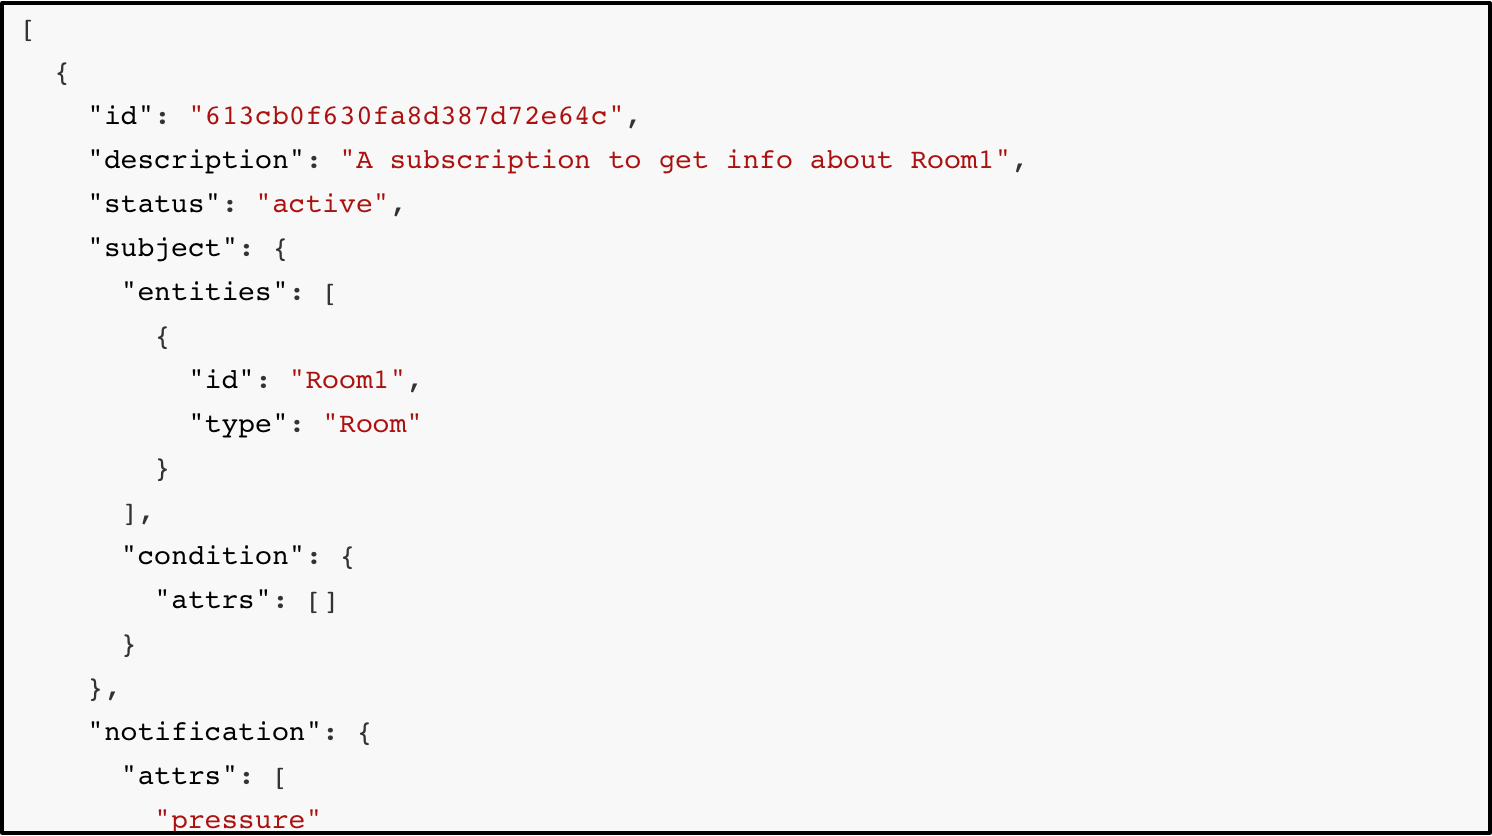 [
  {
    "id": "613cb0f630fa8d387d72e64c",
    "description": "A subscription to get info about Room1",
    "status": "active",
    "subject": {
      "entities": [
        {
          "id": "Room1",
          "type": "Room"
        }
      ],
      "condition": {
        "attrs": []
      }
    },
    "notification": {
      "attrs": [
        "pressure"